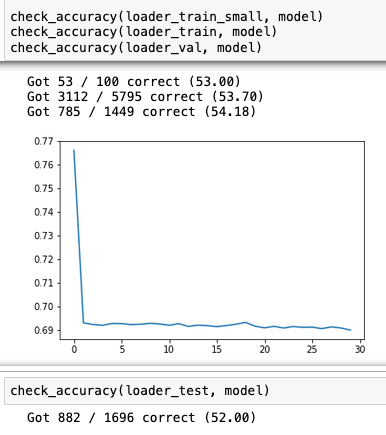 check_accuracy(loader_train_small, model)
check_accuracy(loader_train, model)
check_accuracy(loader_val, model)
Got 53 / 100 correct (53.00)
Got 3112 / 5795 correct (53.70)
Got 785 / 1449 correct (54.18)
0.77
0.76
0.75
0.74
0.73
0.72
0.71
0.70
0.69
0 5 10 15 20 25 30
check_accuracy(loader_test, model)
Got 882 / 1696 correct (52.00)